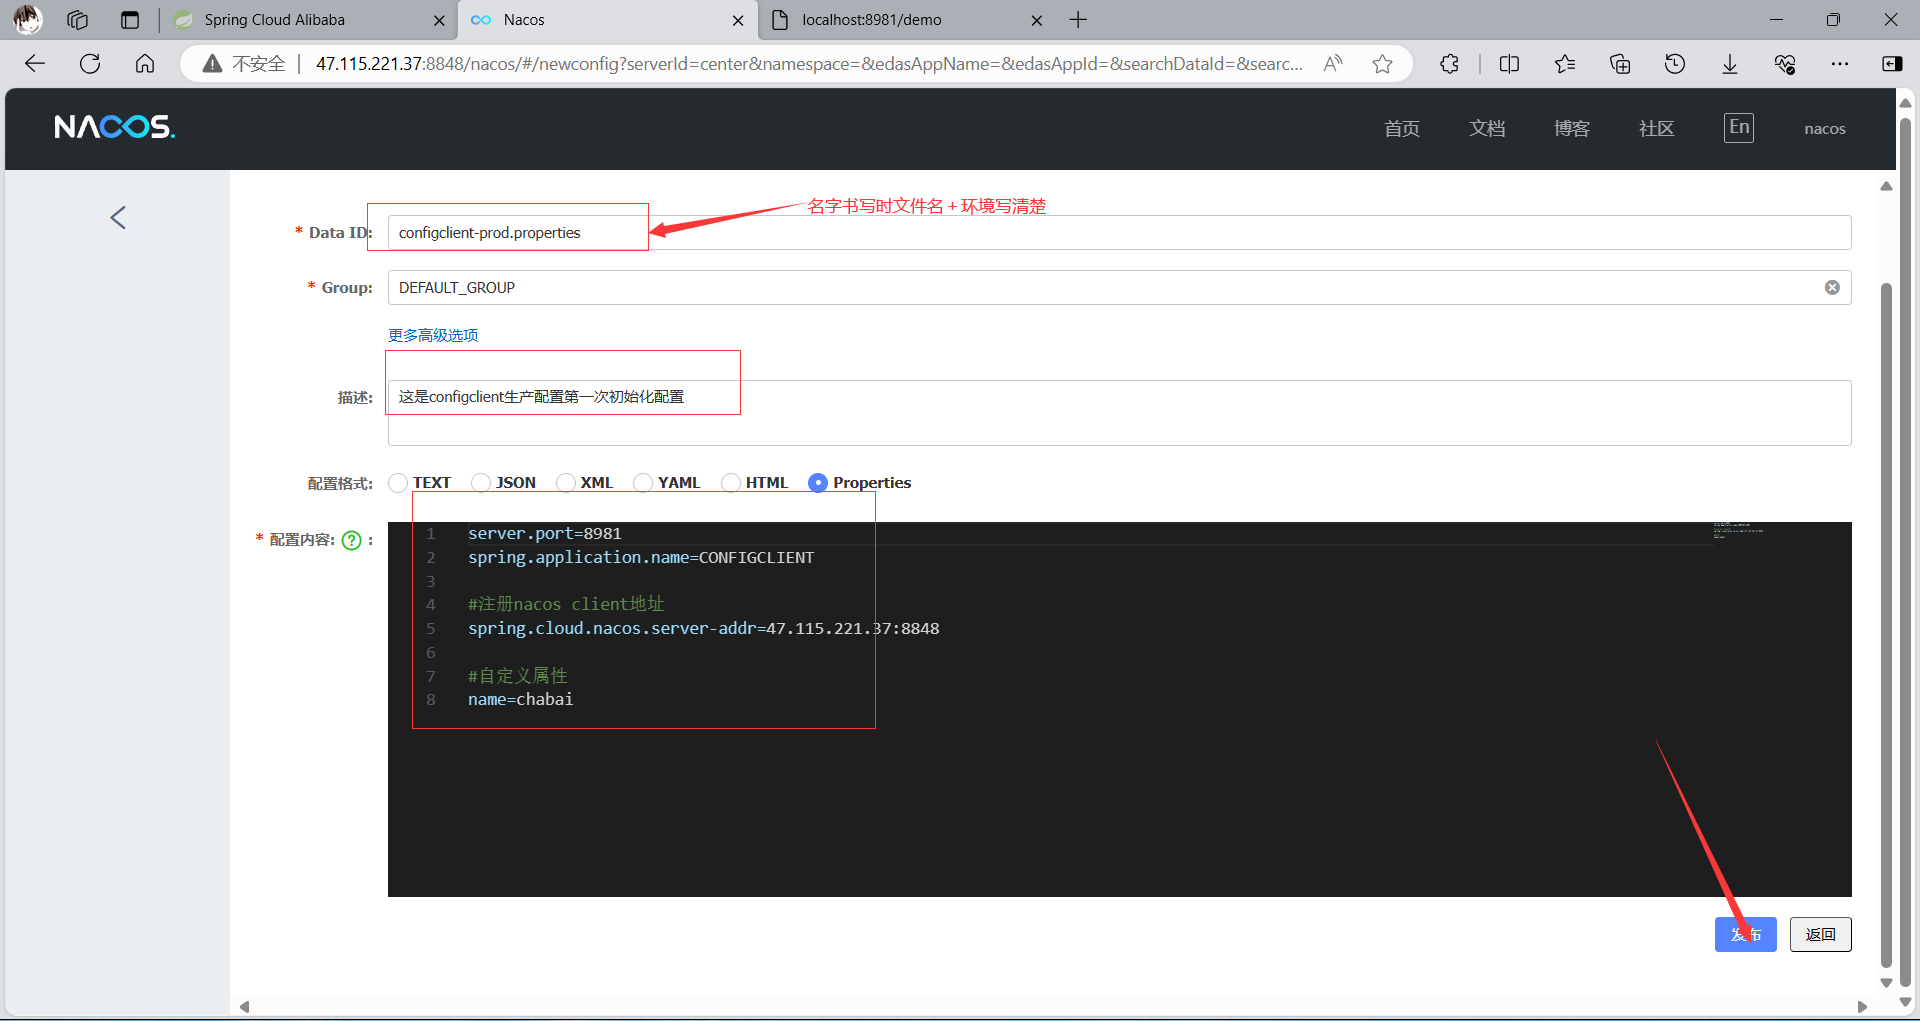 Spring Cloud Alibaba
Nacos
localhost:8981/demo
不安全 47.115.221.37:8848/nacos/#/newconfig?serverId=center&namespace=&edasAppName=&edasAppId=&searchDataId=&searc...
NACOS.
首页 文档 博客 社区 En nacos
名字书写时文件名 + 环境写清楚
* Data ID: configclient-prod.properties
* Group: DEFAULT_GROUP
更多高级选项
描述: 这是configclient生产配置第一次初始化配置
配置格式: TEXT JSON XML YAML HTML Properties
* 配置内容: ? :
1 server.port=8981
2 spring.application.name=CONFIGCLIENT
3
4 #注册nacos client地址
5 spring.cloud.nacos.server-addr=47.115.221.37:8848
6
7 #自定义属性
8 name=chabai
发布 返回